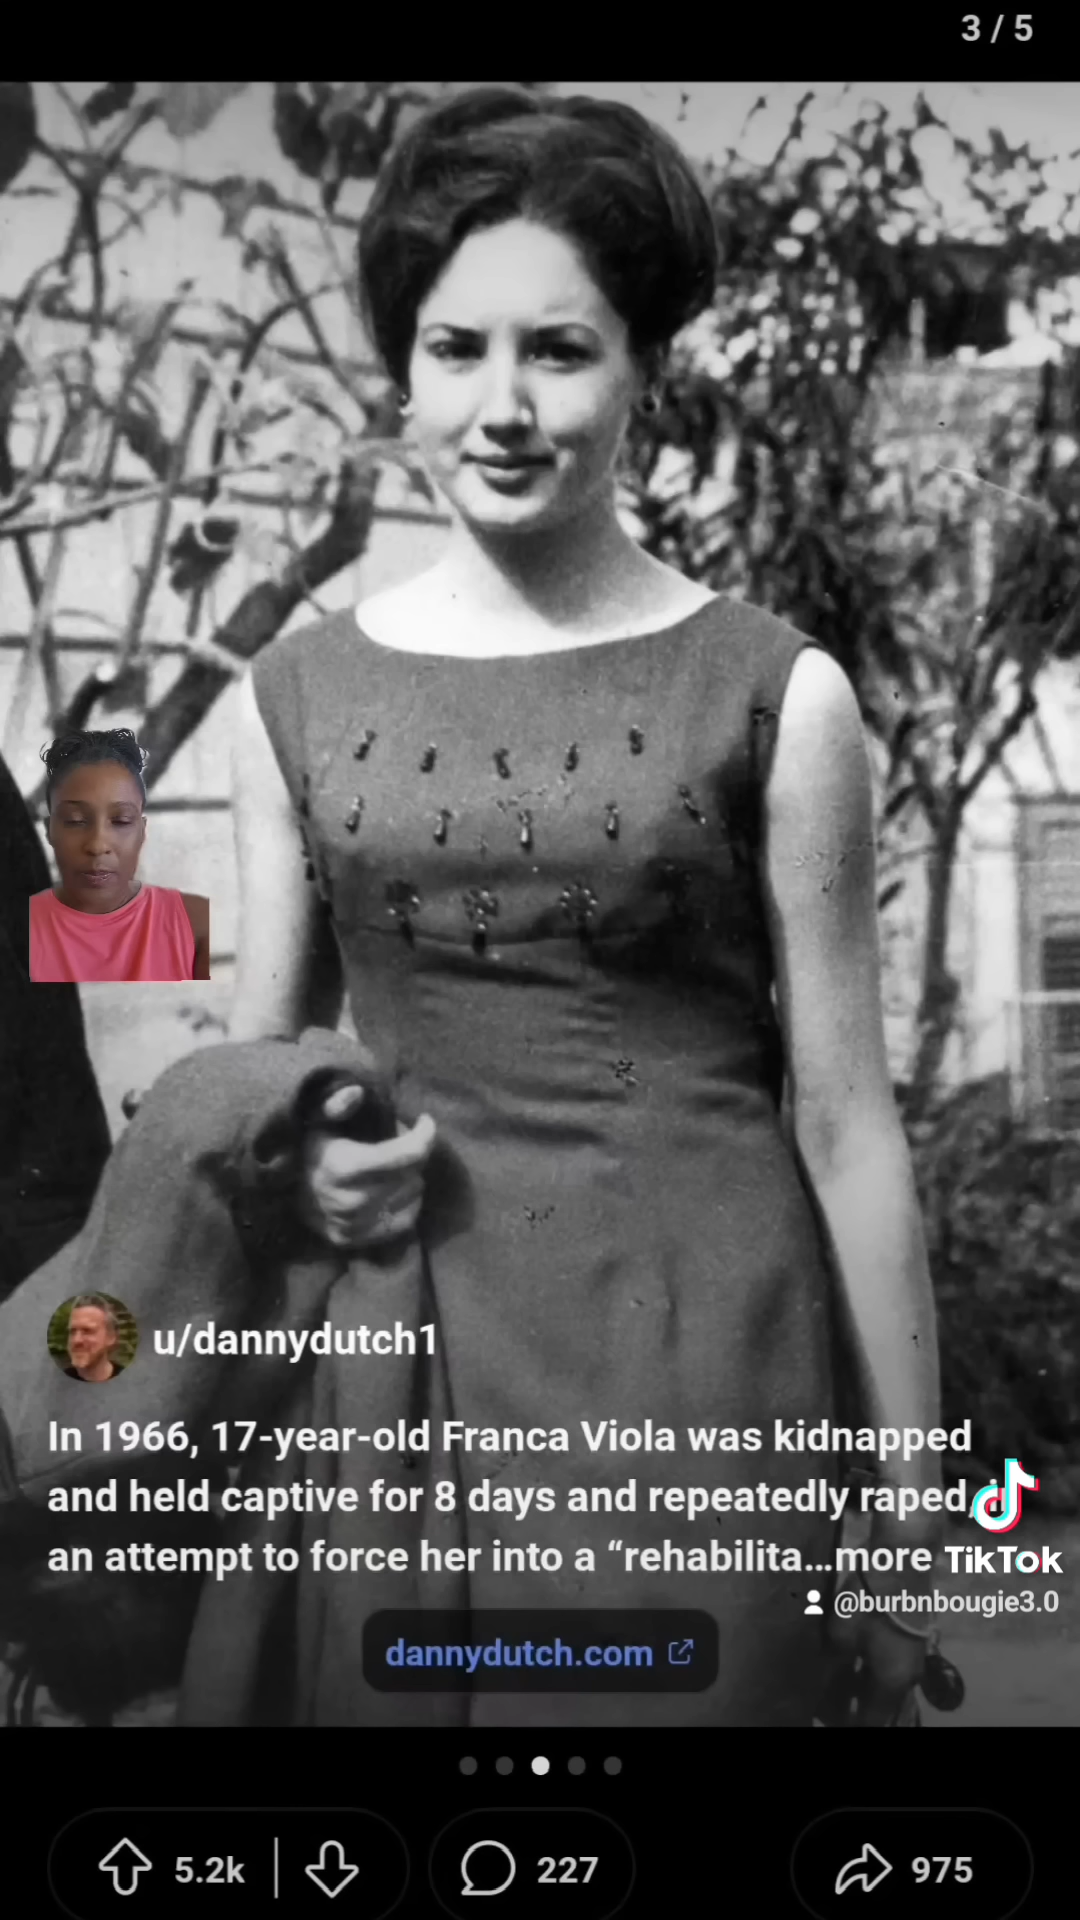 3 / 5
u/dannydutch1
In 1966, 17-year-old Franca Viola was kidnapped
and held captive for 8 days and repeatedly raped,
an attempt to force her into a “rehabilita…more
TikTok
@burbnbougie3.0
dannydutch.com
5.2k
227
975